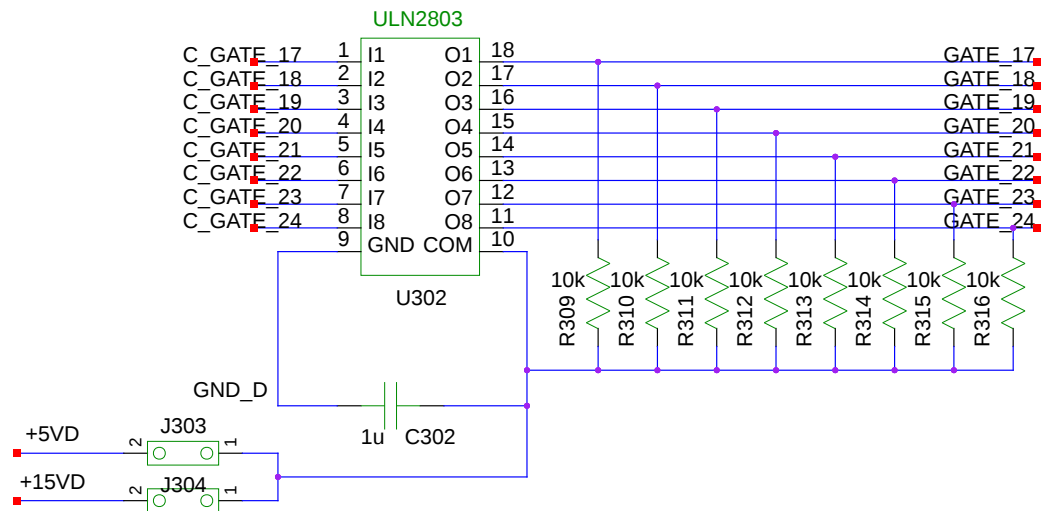 ULN2803
C_GATE_17 1 I1 O1 18 GATE_17
C_GATE_18 2 I2 O2 17 GATE_18
C_GATE_19 3 I3 O3 16 GATE_19
C_GATE_20 4 I4 O4 15 GATE_20
C_GATE_21 5 I5 O5 14 GATE_21
C_GATE_22 6 I6 O6 13 GATE_22
C_GATE_23 7 I7 O7 12 GATE_23
C_GATE_24 8 I8 O8 11 GATE_24
9 GND COM 10
U302
10k 10k 10k 10k 10k 10k 10k 10k
R309 R310 R311 R312 R313 R314 R315 R316
GND_D
1u C302
+5VD 2 J303 1
+15VD 2 J304 1